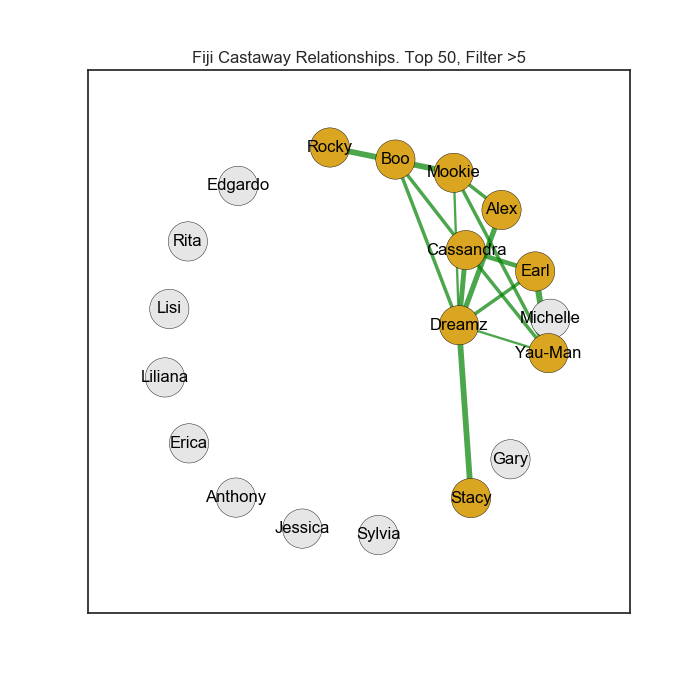 Fiji Castaway Relationships. Top 50, Filter >5
Rocky
Boo
Mookie
Edgardo
Alex
Rita
Cassandra
Earl
Lisi
Michelle
Dreamz
Yau-Man
Liliana
Erica
Gary
Anthony
Stacy
Jessica
Sylvia